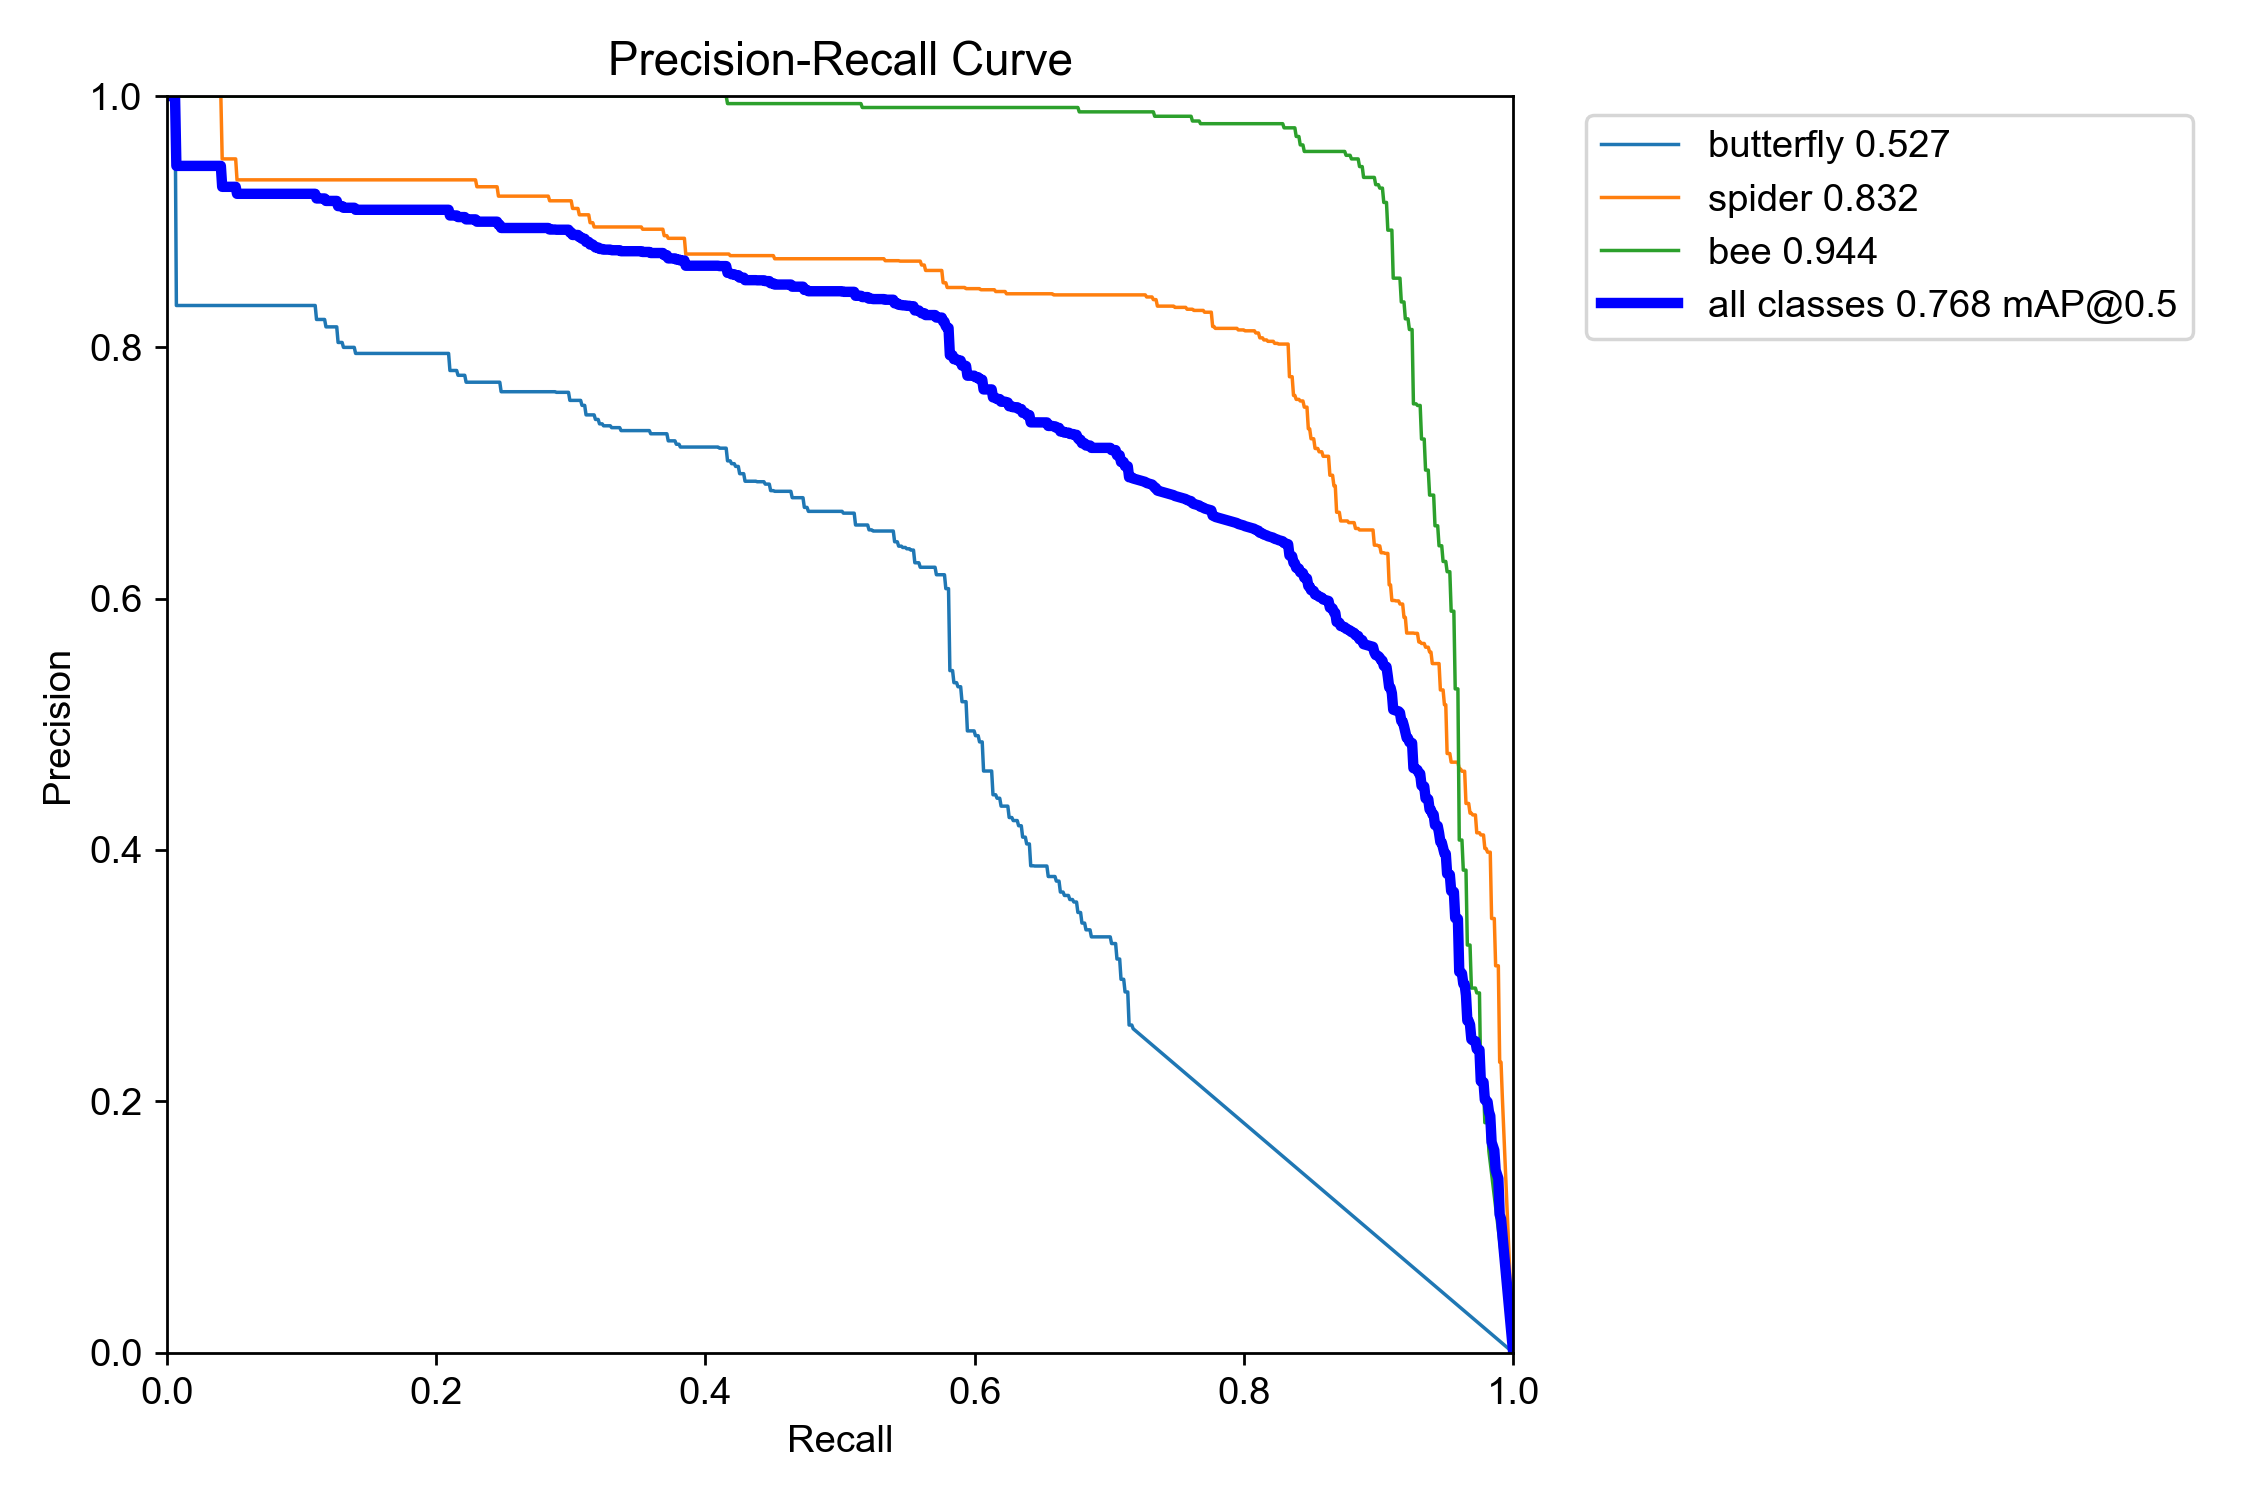 Precision-Recall Curve
1.0
0.8
0.6
0.4
0.2
0.0
Precision
0.0 0.2 0.4 0.6 0.8 1.0
Recall
butterfly 0.527
spider 0.832
bee 0.944
all classes 0.768 mAP@0.5